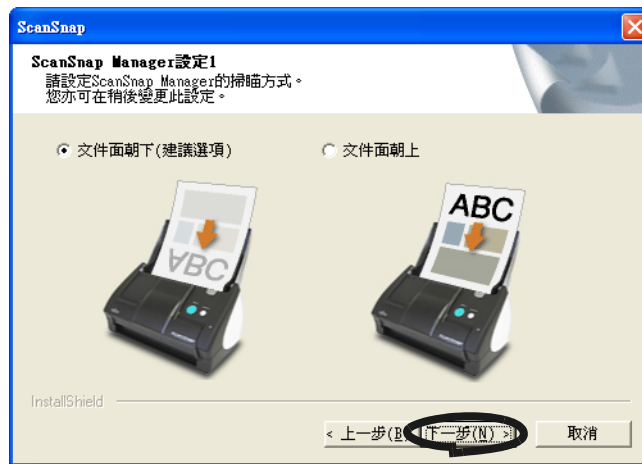 ScanSnap
ScanSnap Manager設定1
請設定ScanSnap Manager的掃瞄方式。
您亦可在稍後變更此設定。
文件面朝下(建議選項)
文件面朝上
ABC
ABC
InstallShield
< 上一步(B)
下一步(N) >
取消